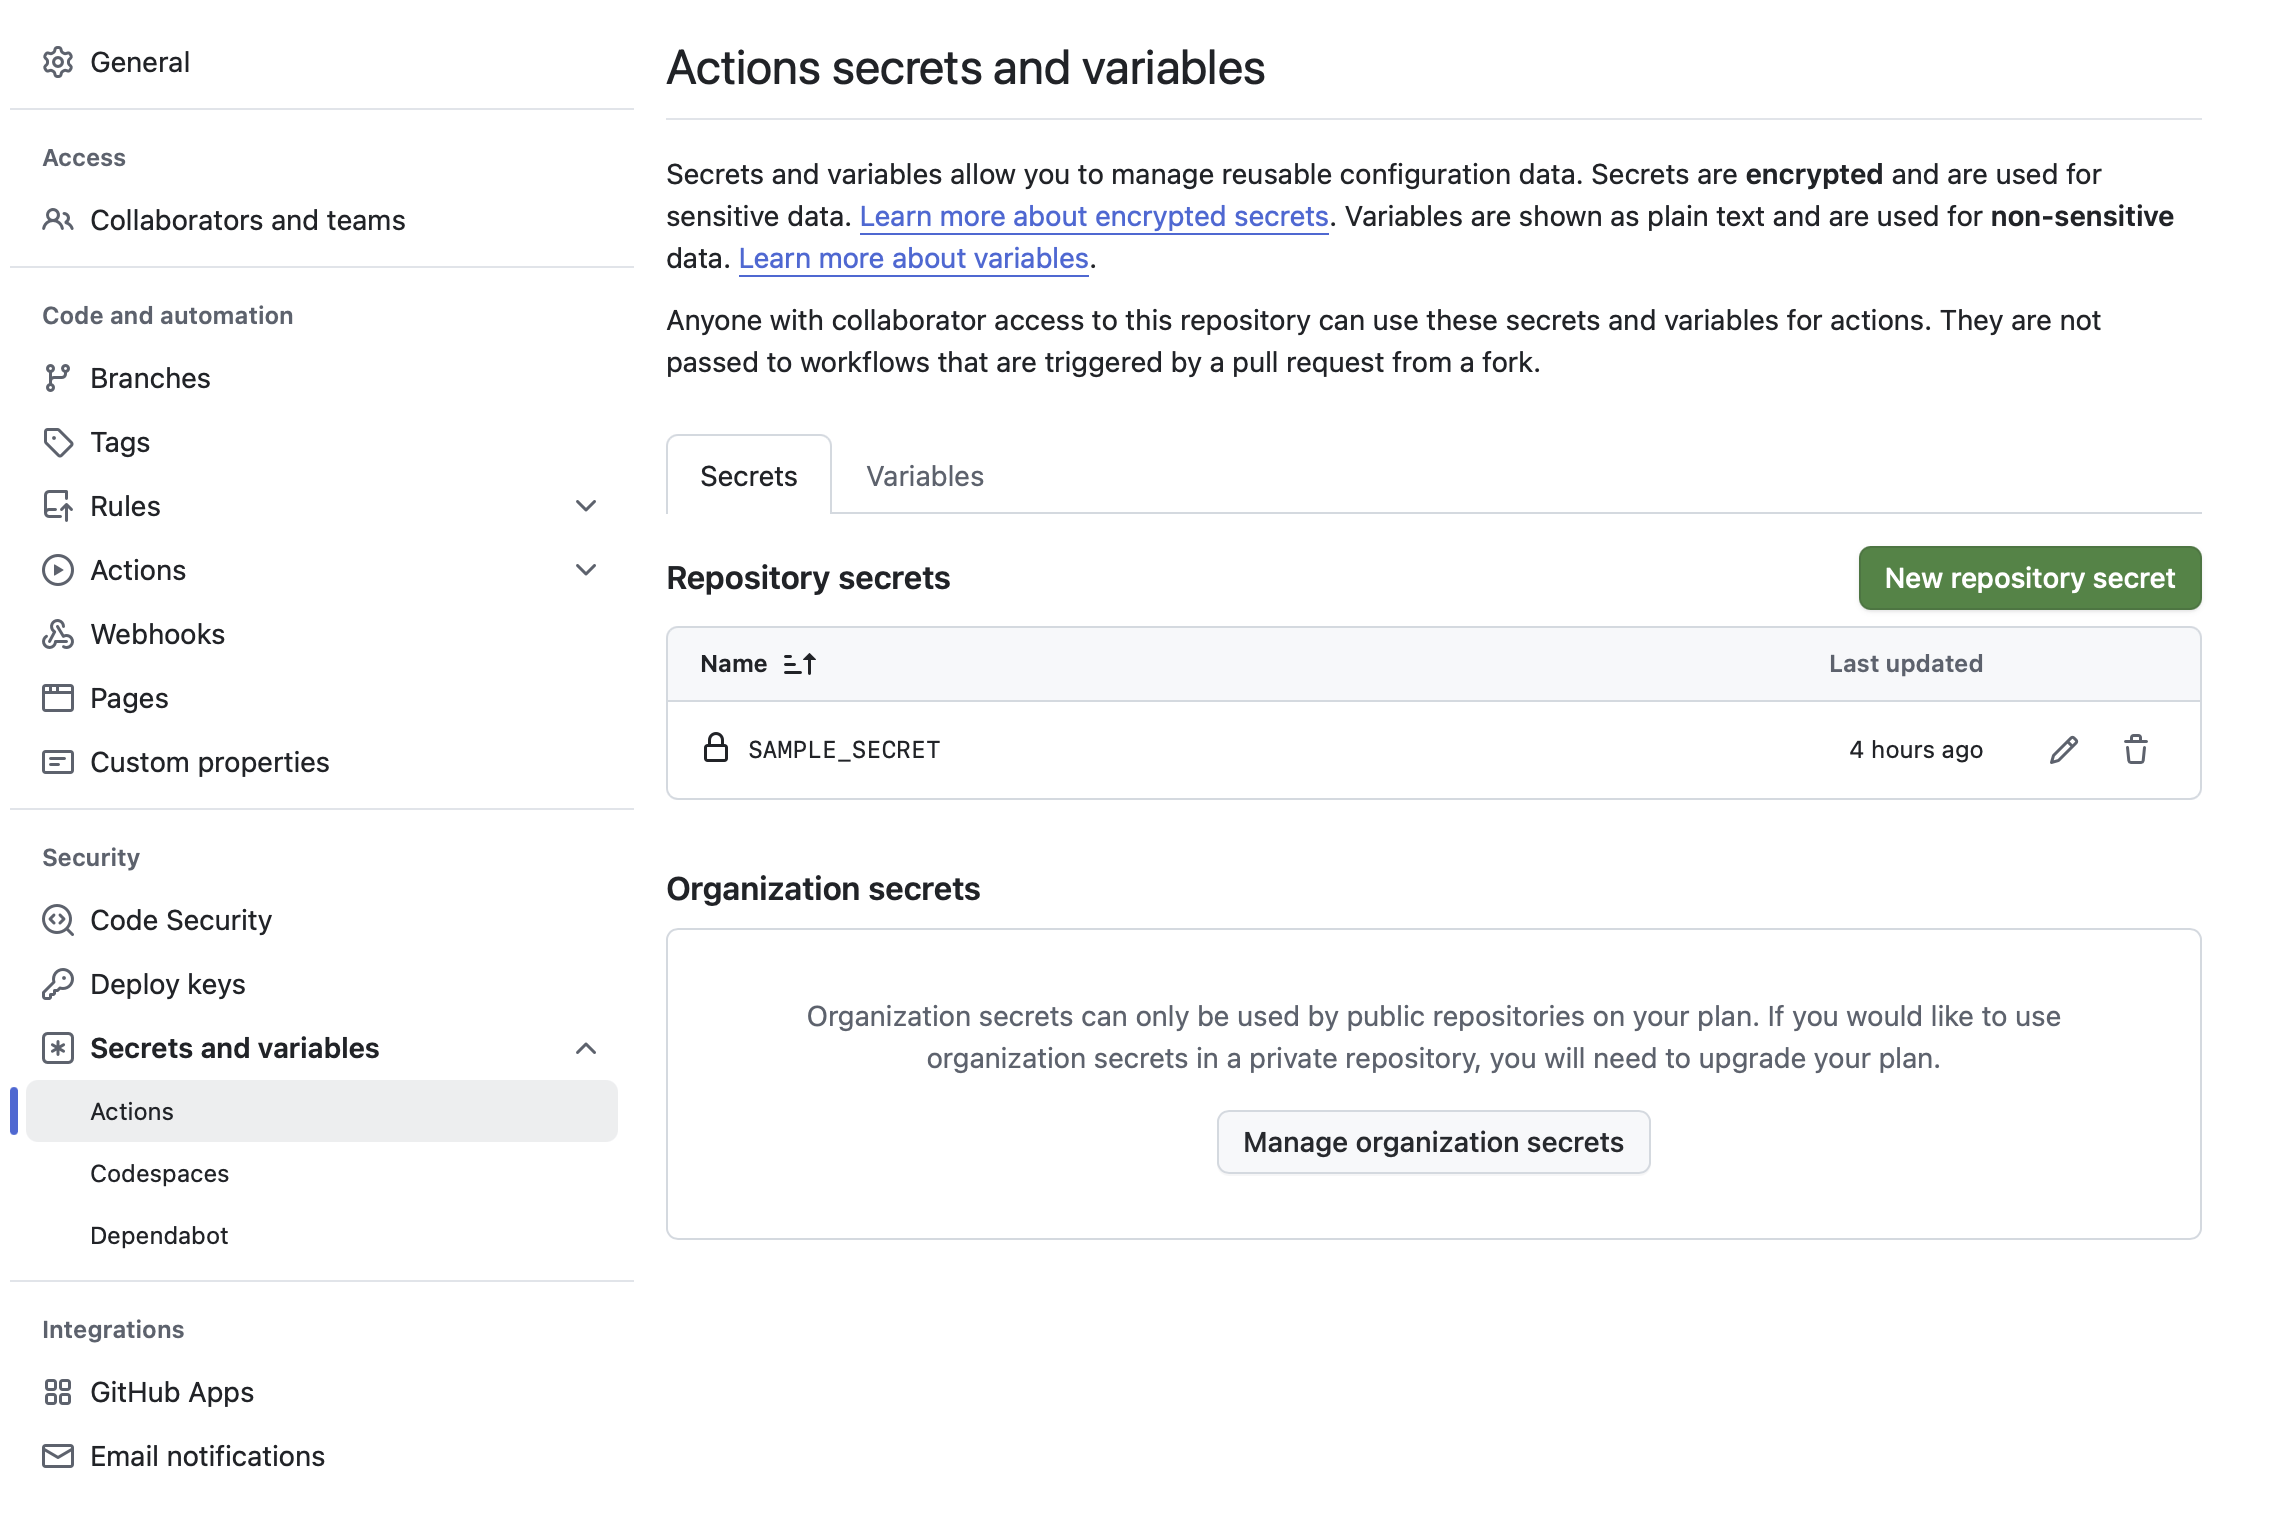 General
Access
Collaborators and teams
Code and automation
Branches
Tags
Rules
Actions
Webhooks
Pages
Custom properties
Security
Code Security
Deploy keys
Secrets and variables
Actions
Codespaces
Dependabot
Integrations
GitHub Apps
Email notifications
Actions secrets and variables
Secrets and variables allow you to manage reusable configuration data. Secrets are encrypted and are used for
sensitive data. Learn more about encrypted secrets. Variables are shown as plain text and are used for non-sensitive
data. Learn more about variables.
Anyone with collaborator access to this repository can use these secrets and variables for actions. They are not
passed to workflows that are triggered by a pull request from a fork.
Secrets Variables
Repository secrets New repository secret
Name Last updated
SAMPLE_SECRET 4 hours ago
Organization secrets
Organization secrets can only be used by public repositories on your plan. If you would like to use
organization secrets in a private repository, you will need to upgrade your plan.
Manage organization secrets